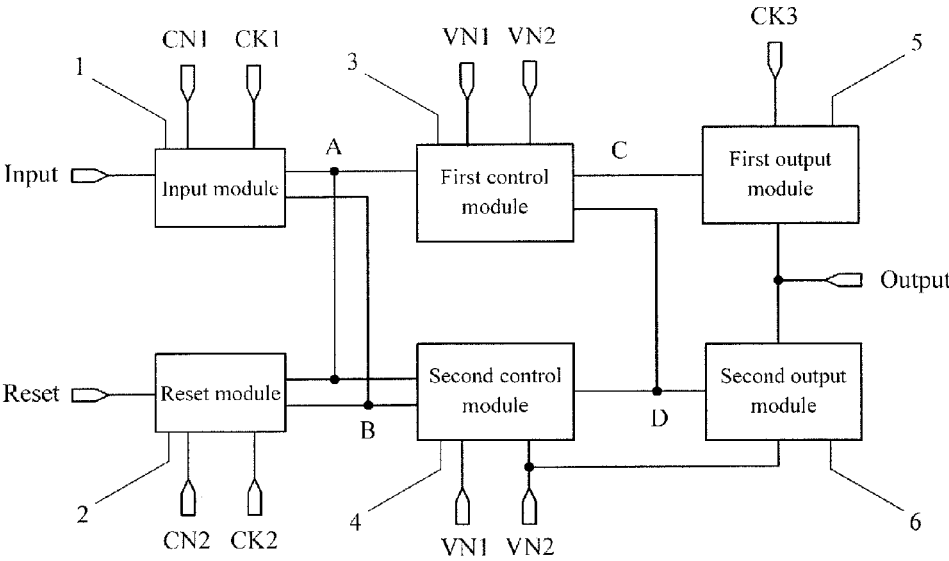 CN1 CK1 VN1 VN2 CK3
1 3 5
A C
Input
Input module
First control
module
First output
module
Output
Reset
Reset module
Second control
module
Second output
module
B D
2 4 6
CN2 CK2 VN1 VN2